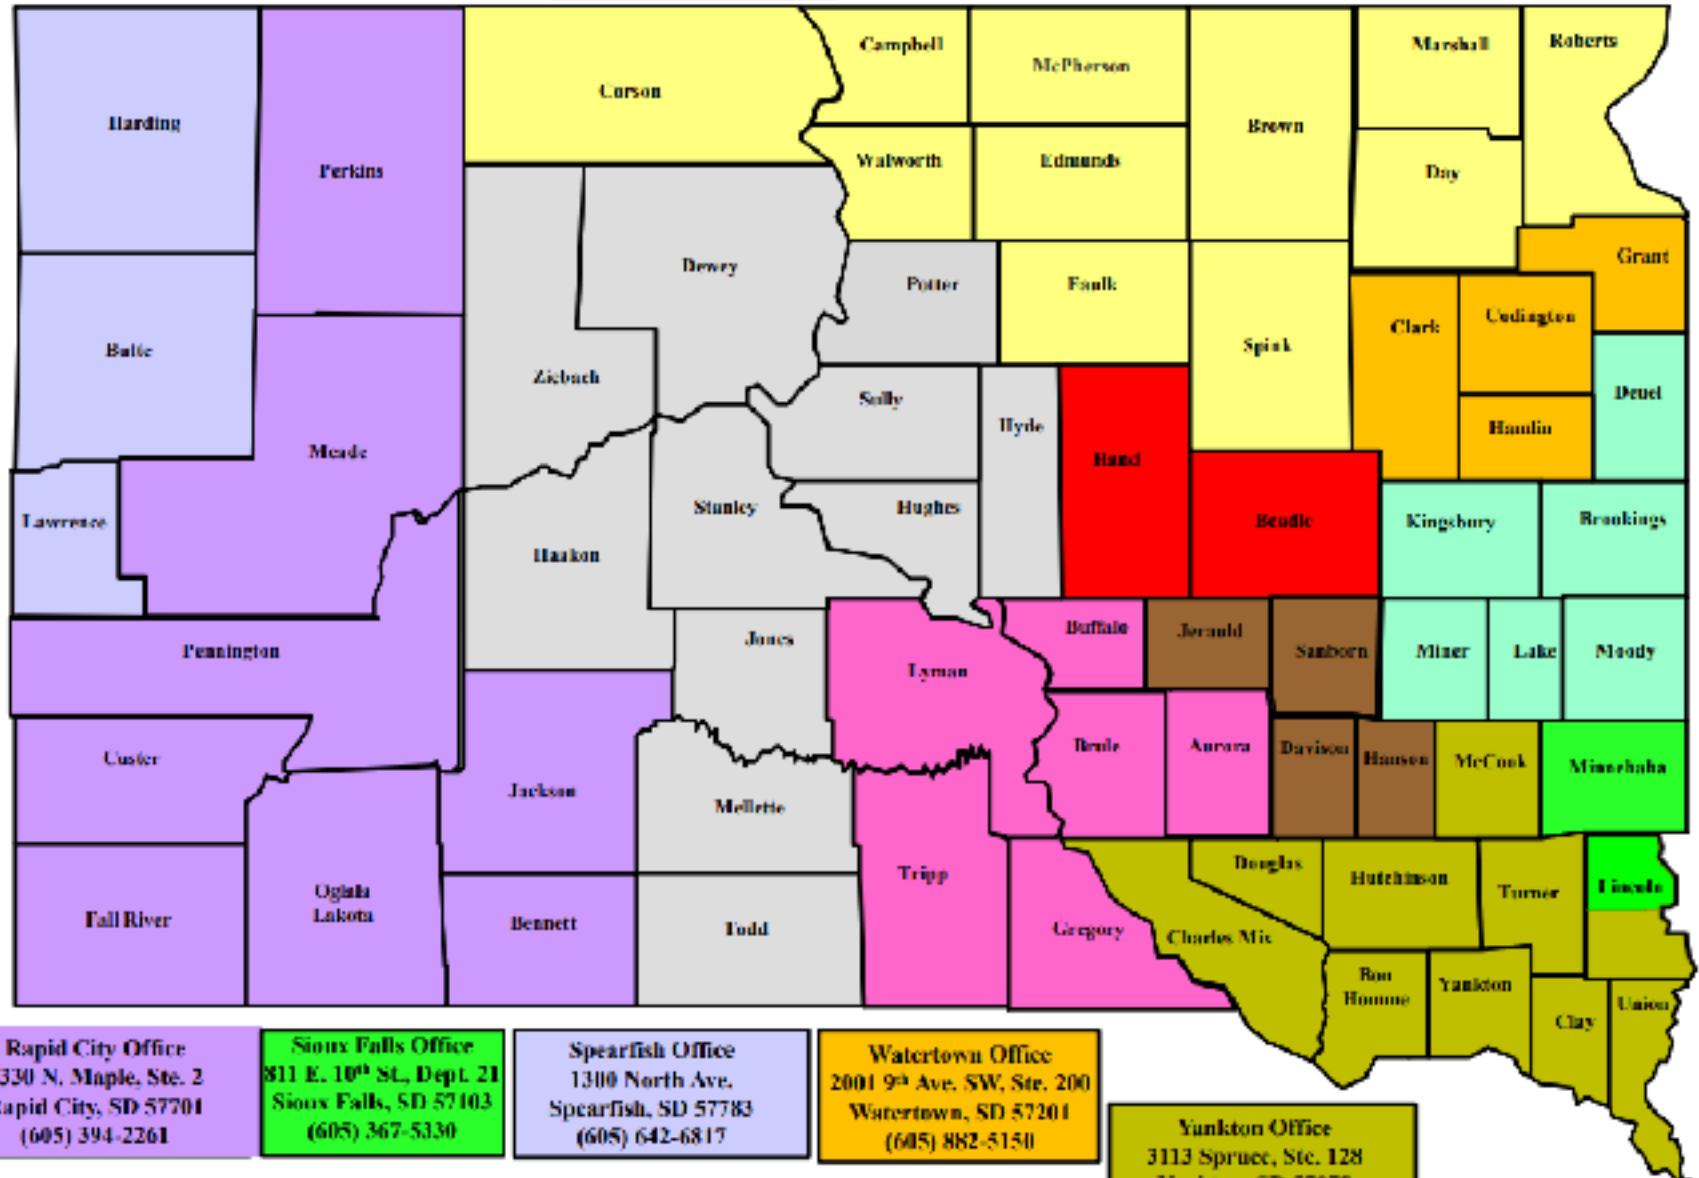 Harding
Perkins
Corson
Campbell
McPherson
Brown
Marshall
Roberts
Walworth
Edmunds
Day
Butte
Meade
Ziebach
Dewey
Potter
Faulk
Spink
Clark
Codington
Grant
Hamlin
Deuel
Lawrence
Haakon
Stanley
Sully
Hughes
Hyde
Hand
Beadle
Kingsbury
Brookings
Pennington
Jones
Lyman
Buffalo
Jerauld
Sanborn
Miner
Lake
Moody
Custer
Jackson
Mellette
Brule
Aurora
Davison
Hanson
McCook
Minnehaha
Fall River
Oglala
Lakota
Bennett
Todd
Tripp
Gregory
Charles Mix
Douglas
Hutchinson
Turner
Lincoln
Bon
Homme
Yankton
Clay
Union
Rapid City Office
330 N. Maple, Ste. 2
apid City, SD 57701
(605) 394-2261
Sioux Falls Office
811 E. 10th St., Dept. 21
Sioux Falls, SD 57103
(605) 367-5330
Spearfish Office
1300 North Ave.
Spearfish, SD 57783
(605) 642-6817
Watertown Office
2001 9th Ave. SW, Ste. 200
Watertown, SD 57201
(605) 882-5150
Yankton Office
3113 Spruce, Ste. 128